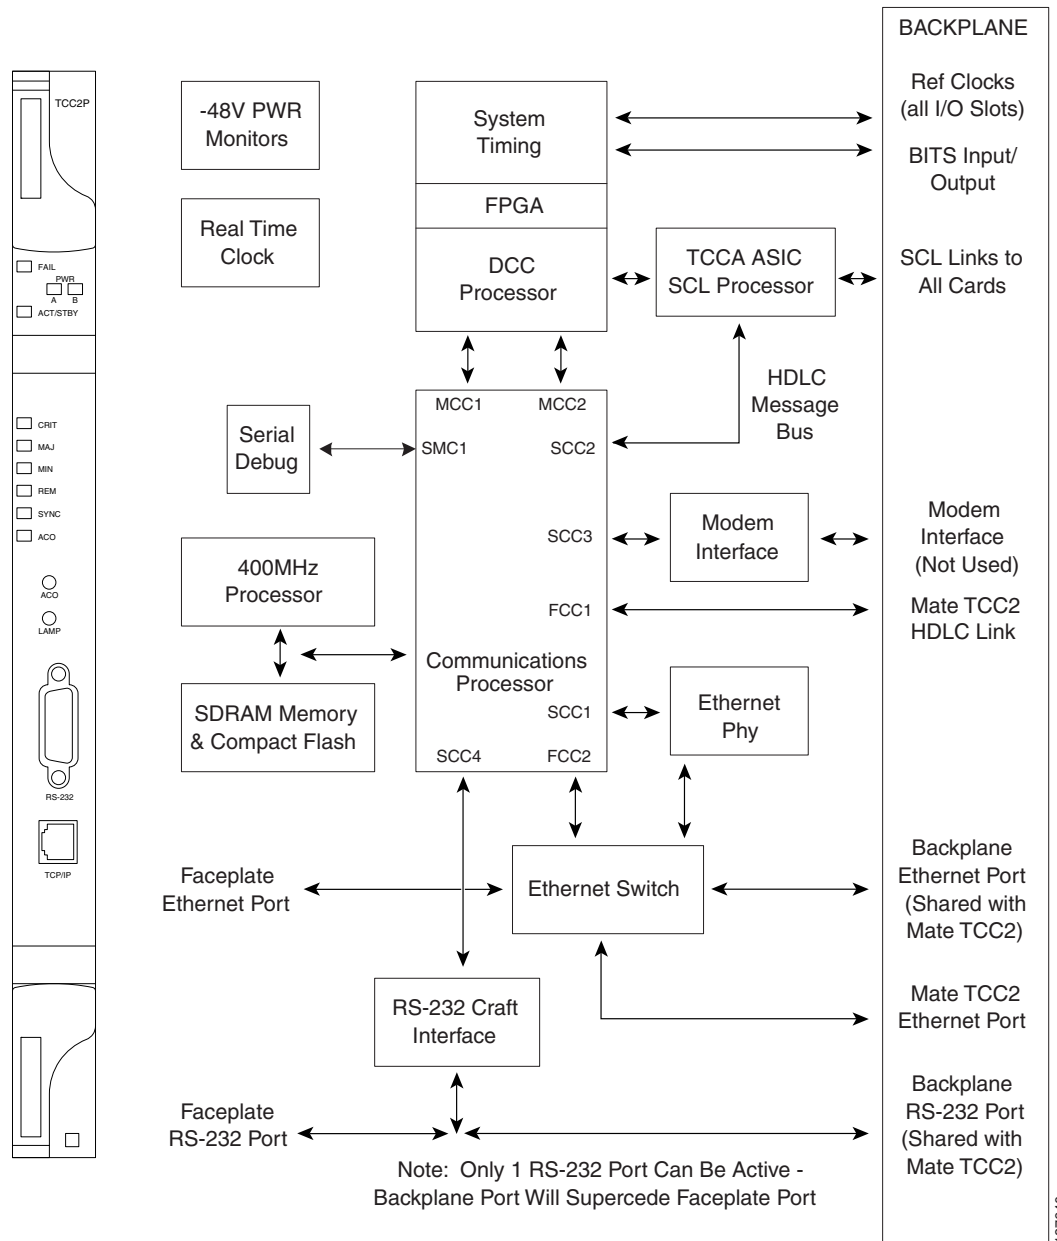 BACKPLANE
TCC2P
FAIL
PWR
A B
ACT/STBY
CRIT
MAJ
MIN
REM
SYNC
ACO
ACO
LAMP
RS-232
TCP/IP
-48V PWR
Monitors
Real Time
Clock
System
Timing
FPGA
DCC
Processor
TCCA ASIC
SCL Processor
Ref Clocks
(all I/O Slots)
BITS Input/
Output
SCL Links to
All Cards
HDLC
Message
Bus
MCC1
MCC2
Serial
Debug
SMC1
SCC2
SCC3
Modem
Interface
Modem
Interface
(Not Used)
400MHz
Processor
FCC1
Mate TCC2
HDLC Link
Communications
Processor
SDRAM Memory
& Compact Flash
SCC1
Ethernet
Phy
SCC4
FCC2
Faceplate
Ethernet Port
Ethernet Switch
Backplane
Ethernet Port
(Shared with
Mate TCC2)
RS-232 Craft
Interface
Mate TCC2
Ethernet Port
Faceplate
RS-232 Port
Backplane
RS-232 Port
(Shared with
Mate TCC2)
Note: Only 1 RS-232 Port Can Be Active -
Backplane Port Will Supercede Faceplate Port